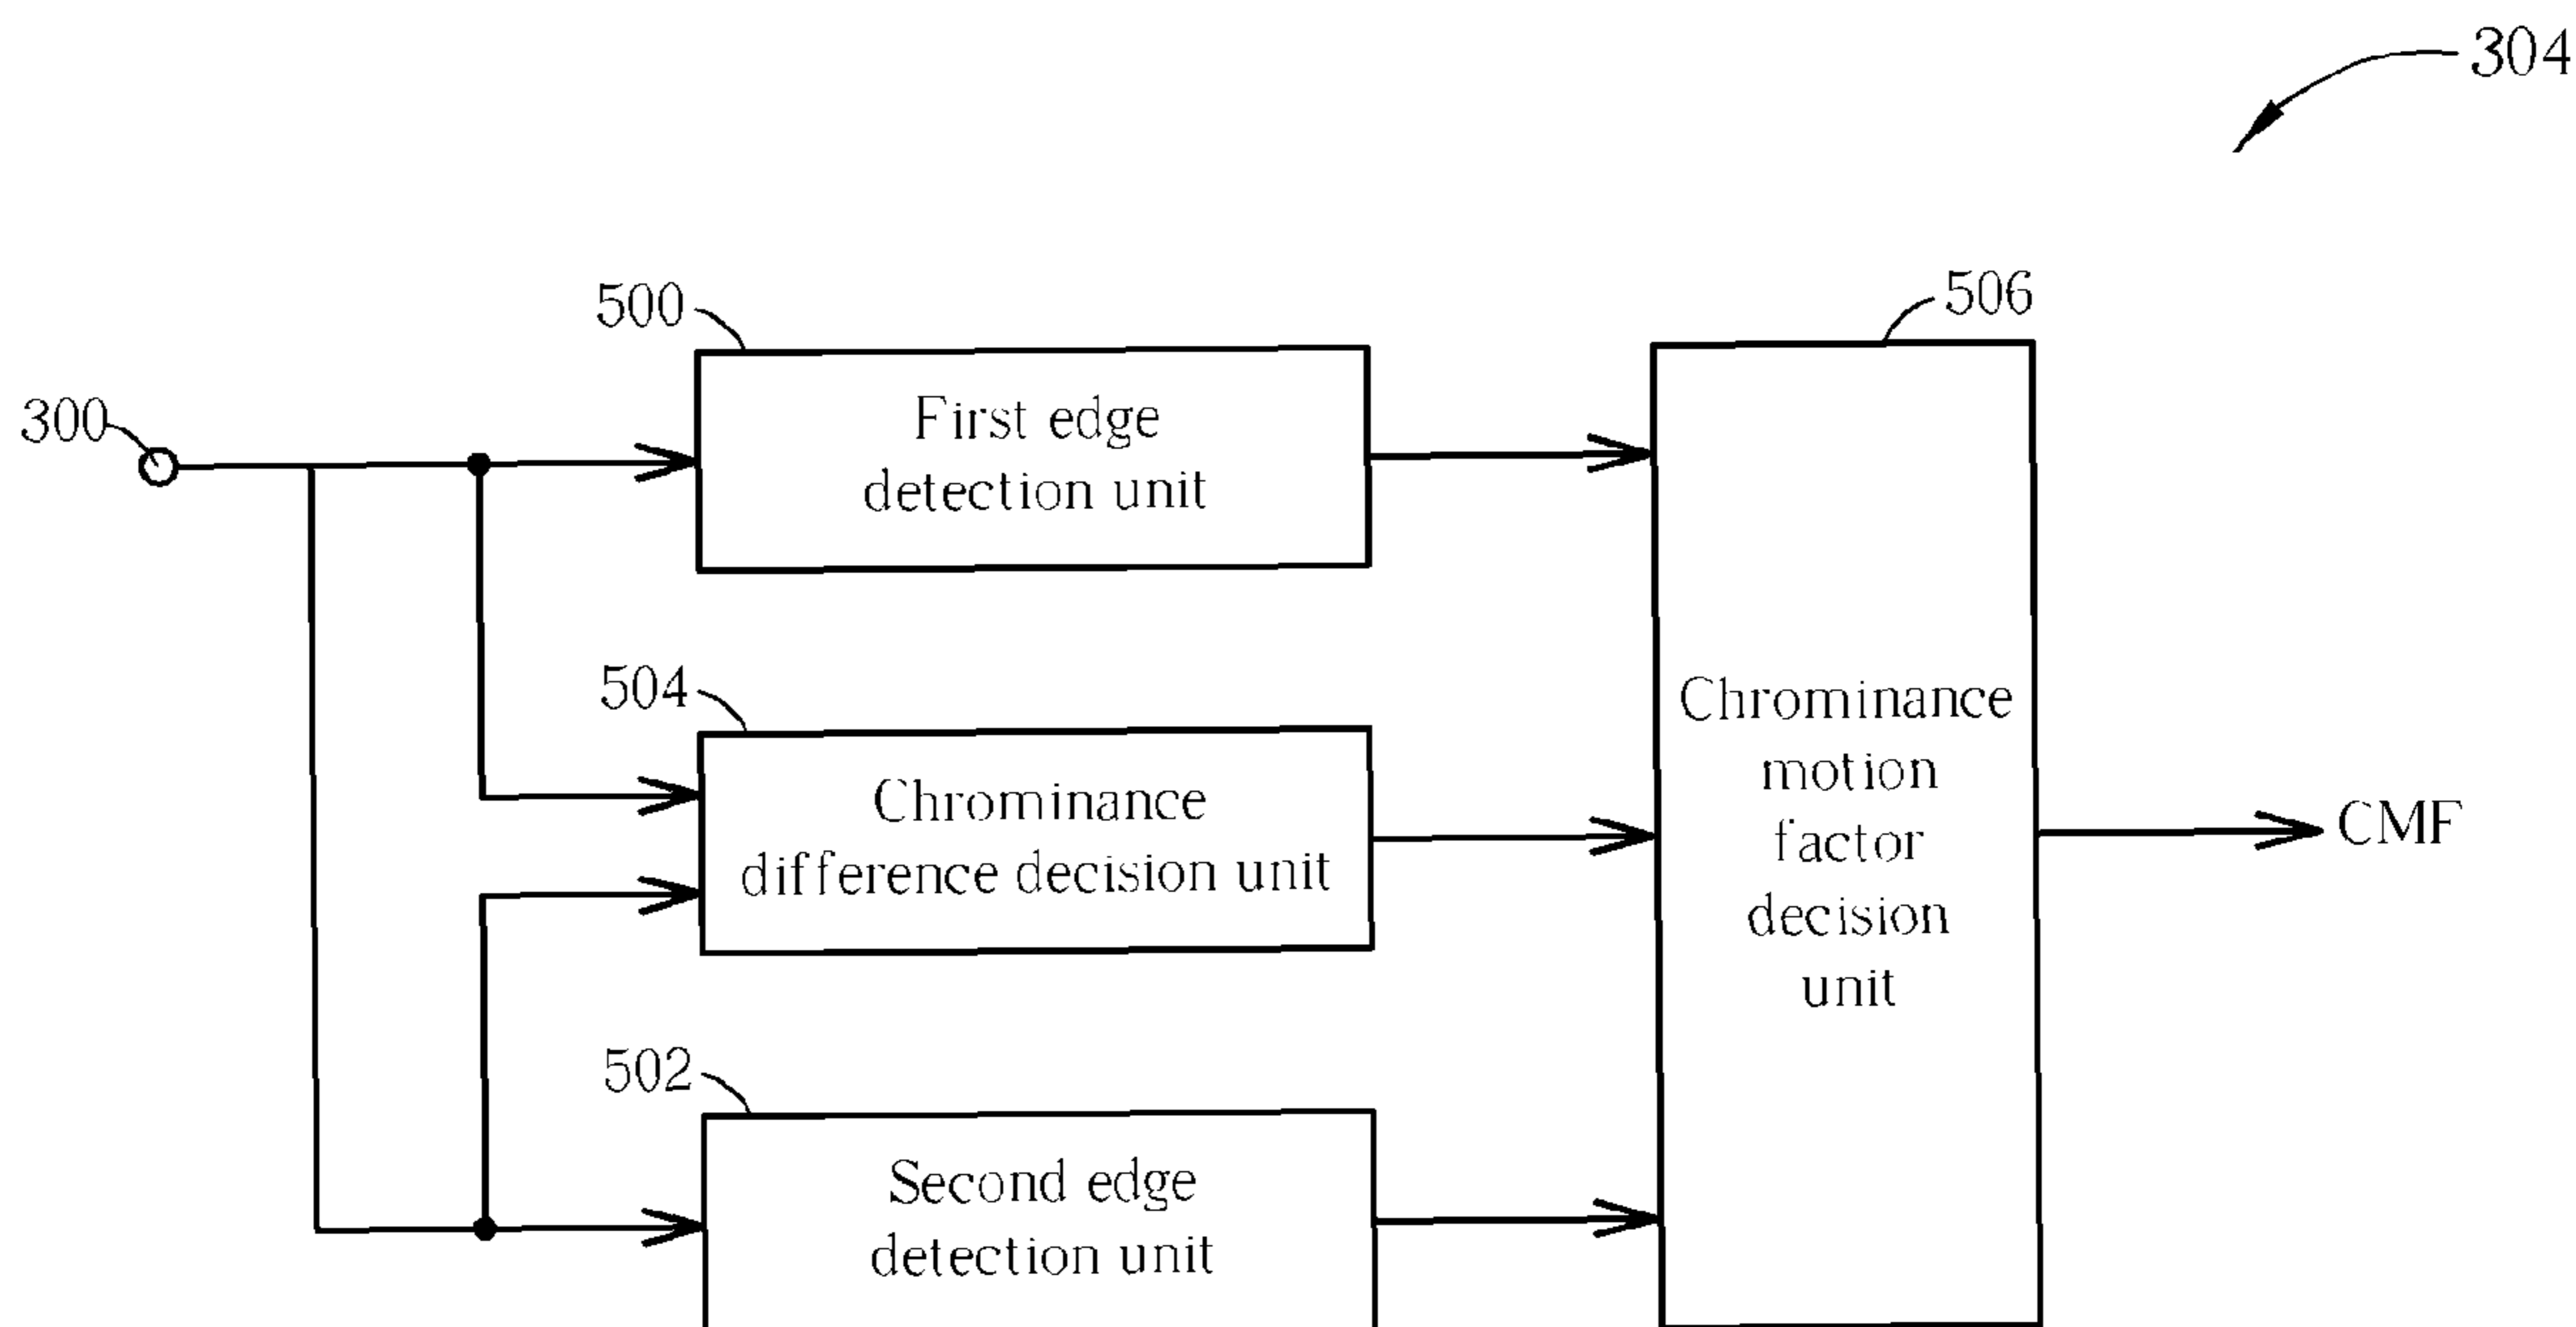 304
500
506
300
First edge
detection unit
504
Chrominance
difference decision unit
Chrominance
motion
factor
decision
unit
CMF
502
Second edge
detection unit